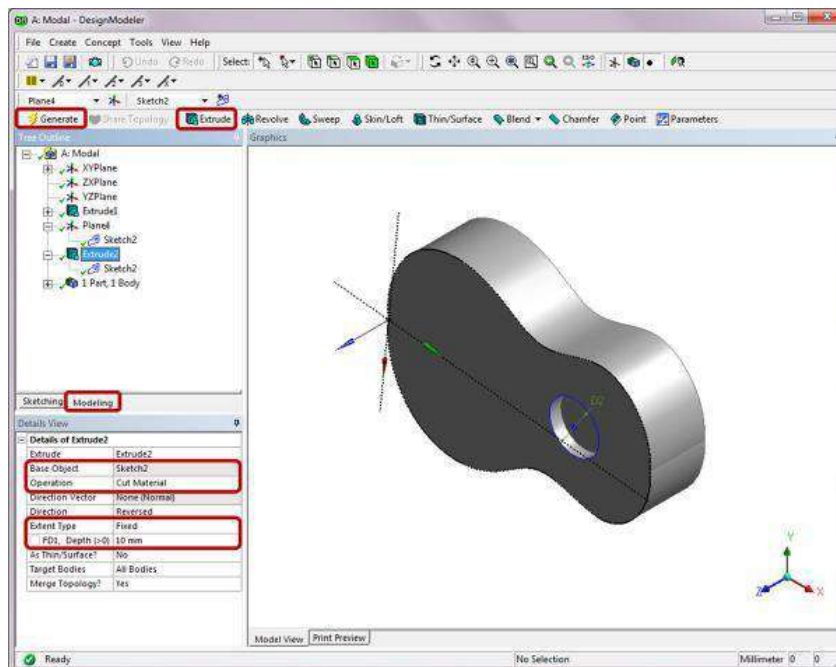 A: Modal - DesignModeler
File Create Concept Tools View Help
Undo Redo Select:
Plane4 Sketch2
Generate Share Topology Extrude Revolve Sweep Skin/Loft Thin/Surface Blend Chamfer Point Parameters
Tree Outline Graphics
A: Modal
XYPlane
ZXPlane
YZPlane
Extrude1
Plane4
Sketch2
Extrude2
Sketch2
1 Part, 1 Body
D2
Sketching Modeling
Details View
Details of Extrude2
Extrude Extrude2
Base Object Sketch2
Operation Cut Material
Direction Vector None (Normal)
Direction Reversed
Extent Type Fixed
FD1, Depth (>0) 10 mm
As Thin/Surface? No
Target Bodies All Bodies
Merge Topology? Yes
Y
Z X
Model View Print Preview
Ready No Selection Millimeter 0 0